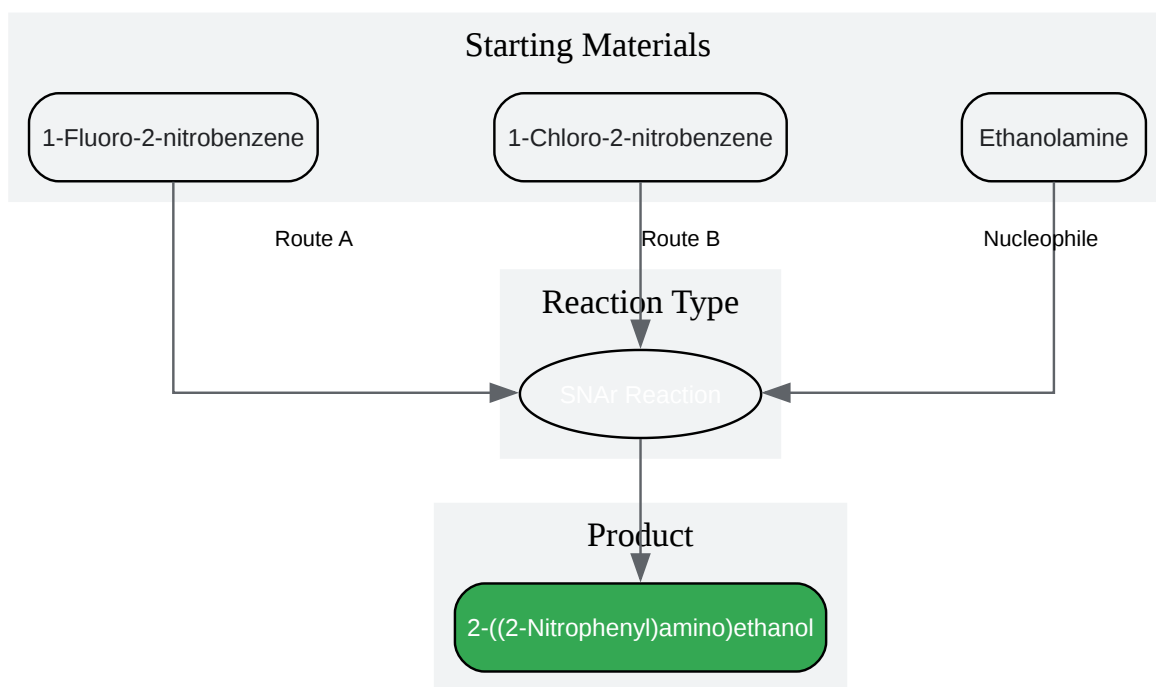 Starting Materials
1-Fluoro-2-nitrobenzene
1-Chloro-2-nitrobenzene
Ethanolamine
Route A
Route B
Nucleophile
Reaction Type
SNAr Reaction
Product
2-((2-Nitrophenyl)amino)ethanol